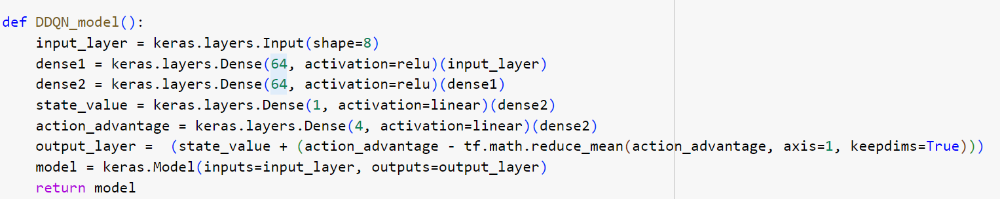 def DDQN_model():
    input_layer = keras.layers.Input(shape=8)
    dense1 = keras.layers.Dense(64, activation=relu)(input_layer)
    dense2 = keras.layers.Dense(64, activation=relu)(dense1)
    state_value = keras.layers.Dense(1, activation=linear)(dense2)
    action_advantage = keras.layers.Dense(4, activation=linear)(dense2)
    output_layer =  (state_value + (action_advantage - tf.math.reduce_mean(action_advantage, axis=1, keepdims=True)))
    model = keras.Model(inputs=input_layer, outputs=output_layer)
    return model